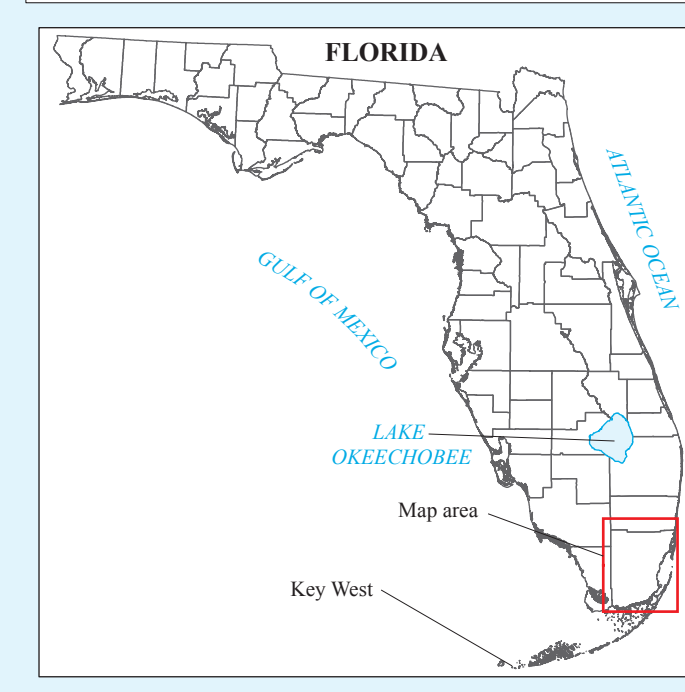 FLORIDA
ATLANTIC OCEAN
GULF OF MEXICO
LAKE
OKEECHOBEE
Map area
Key West